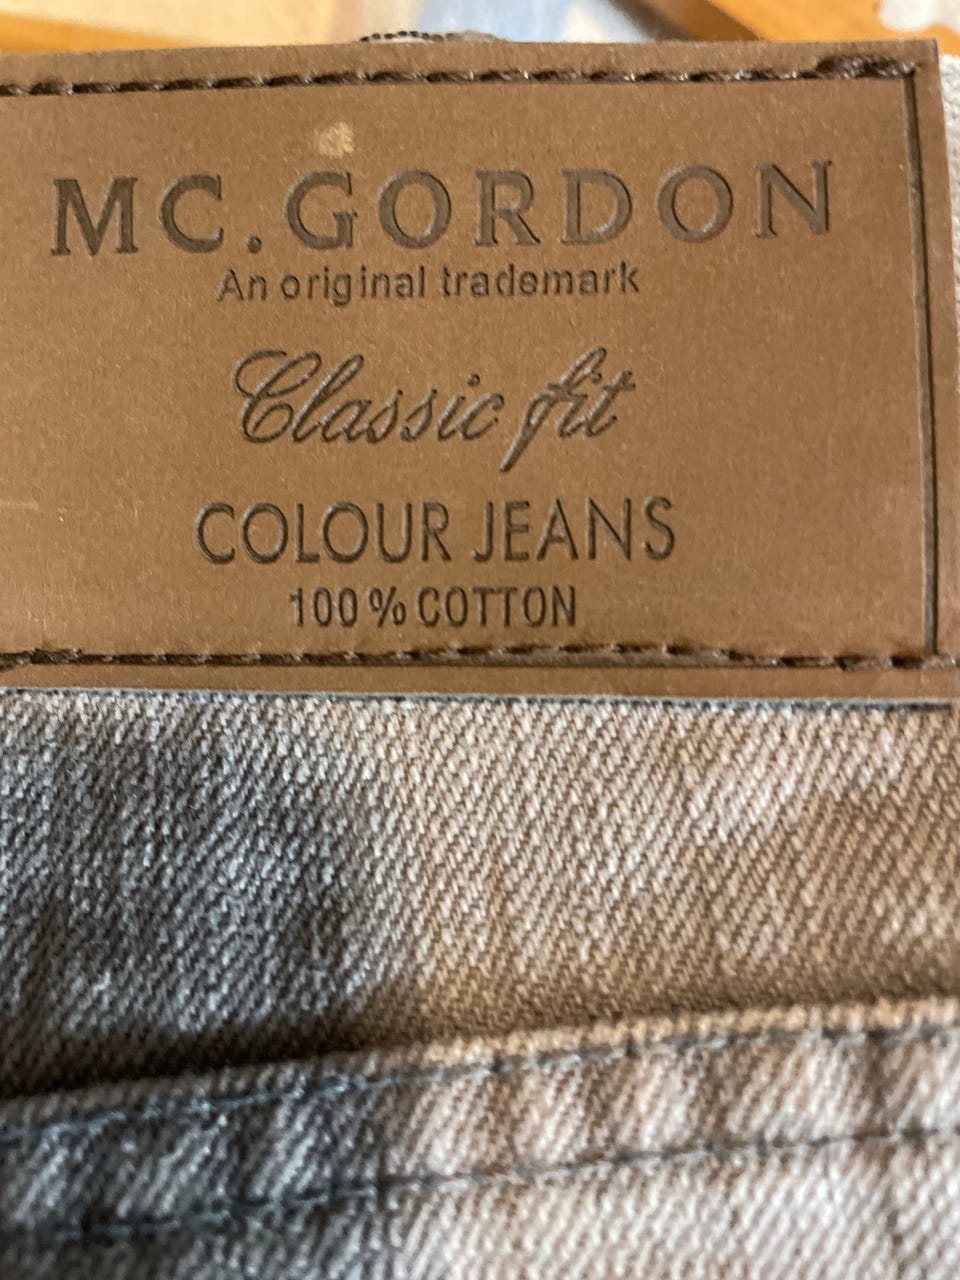 MC.GORDON
An original trademark
Classic fit
COLOUR JEANS
100% COTTON